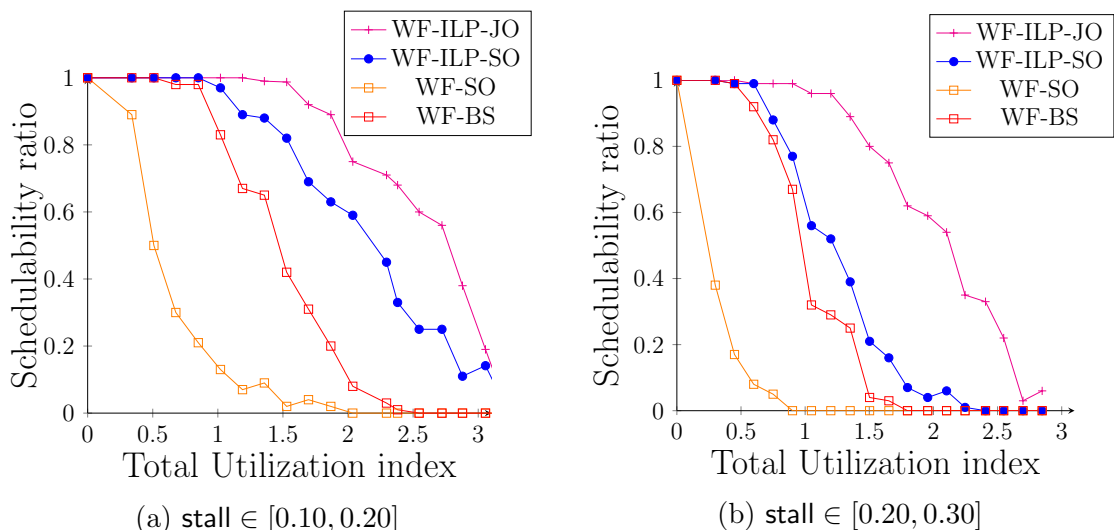 WF-ILP-JO
WF-ILP-SO
WF-SO
WF-BS
Schedulability ratio
1
0.8
0.6
0.4
0.2
0
0 0.5 1 1.5 2 2.5 3
Total Utilization index
(a) stall ∈ [0.10, 0.20]
WF-ILP-JO
WF-ILP-SO
WF-SO
WF-BS
Schedulability ratio
1
0.8
0.6
0.4
0.2
0
0 0.5 1 1.5 2 2.5 3
Total Utilization index
(b) stall ∈ [0.20, 0.30]